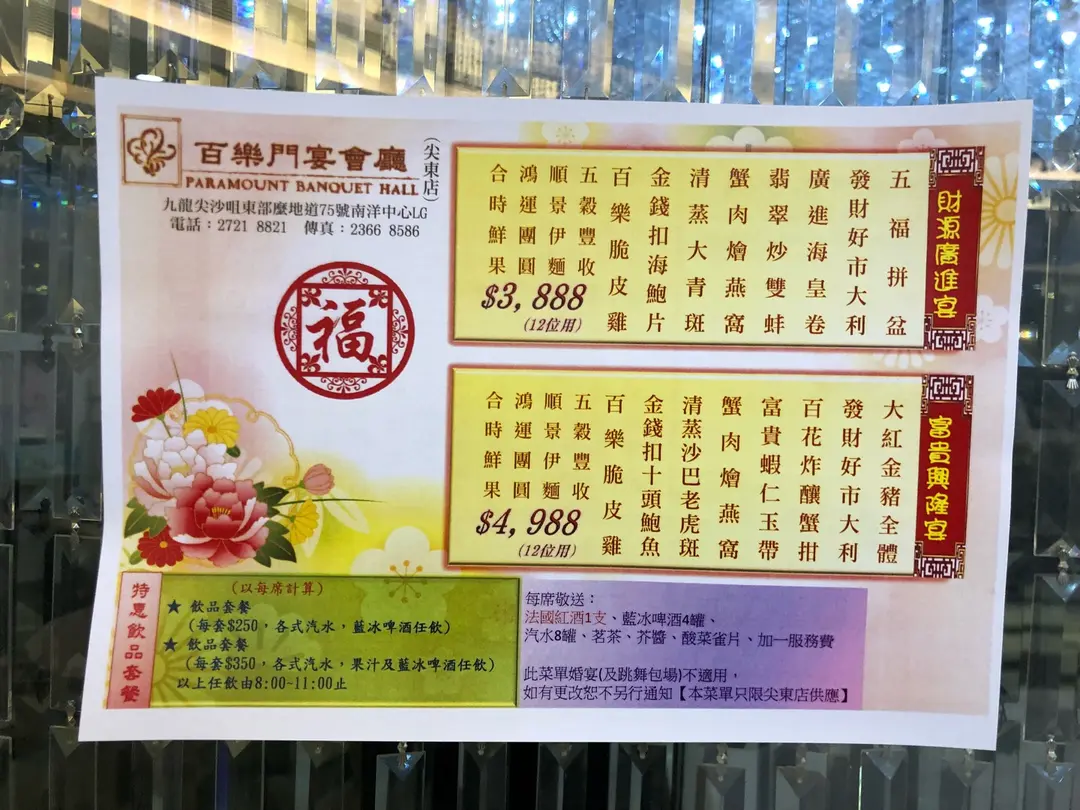 百樂門宴會廳
(尖東店)
PARAMOUNT BANQUET HALL
九龍尖沙咀東部麼地道75號南洋中心LG
電話：2721 8821 傳真：2366 8586
福
財源廣進宴
五福拼盆
發財好市大利
廣進海皇卷
翡翠炒雙蚌
蟹肉燴燕窩
清蒸大青斑
金錢扣海鮑片
百樂脆皮雞
五穀豐收
順景伊麵
鴻運團圓
合時鮮果
$3,888
(12位用)
富貴興隆宴
大紅金豬全體
發財好市大利
百花炸釀蟹拑
富貴蝦仁玉帶
蟹肉燴燕窩
清蒸沙巴老虎斑
金錢扣十頭鮑魚
百樂脆皮雞
五穀豐收
順景伊麵
鴻運團圓
合時鮮果
$4,988
(12位用)
特惠飲品套餐
(以每席計算)
★ 飲品套餐
(每套$250，各式汽水，藍冰啤酒任飲)
★ 飲品套餐
(每套$350，各式汽水，果汁及藍冰啤酒任飲)
以上任飲由8:00~11:00止
每席敬送：
法國紅酒1支、藍冰啤酒4罐、
汽水8罐、茗茶、芥醬、酸菜雀片、加一服務費
此菜單婚宴(及跳舞包場)不適用，
如有更改恕不另行通知【本菜單只限尖東店供應】